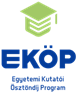 EKÖP
Egyetemi Kutatói
Ösztöndíj Program